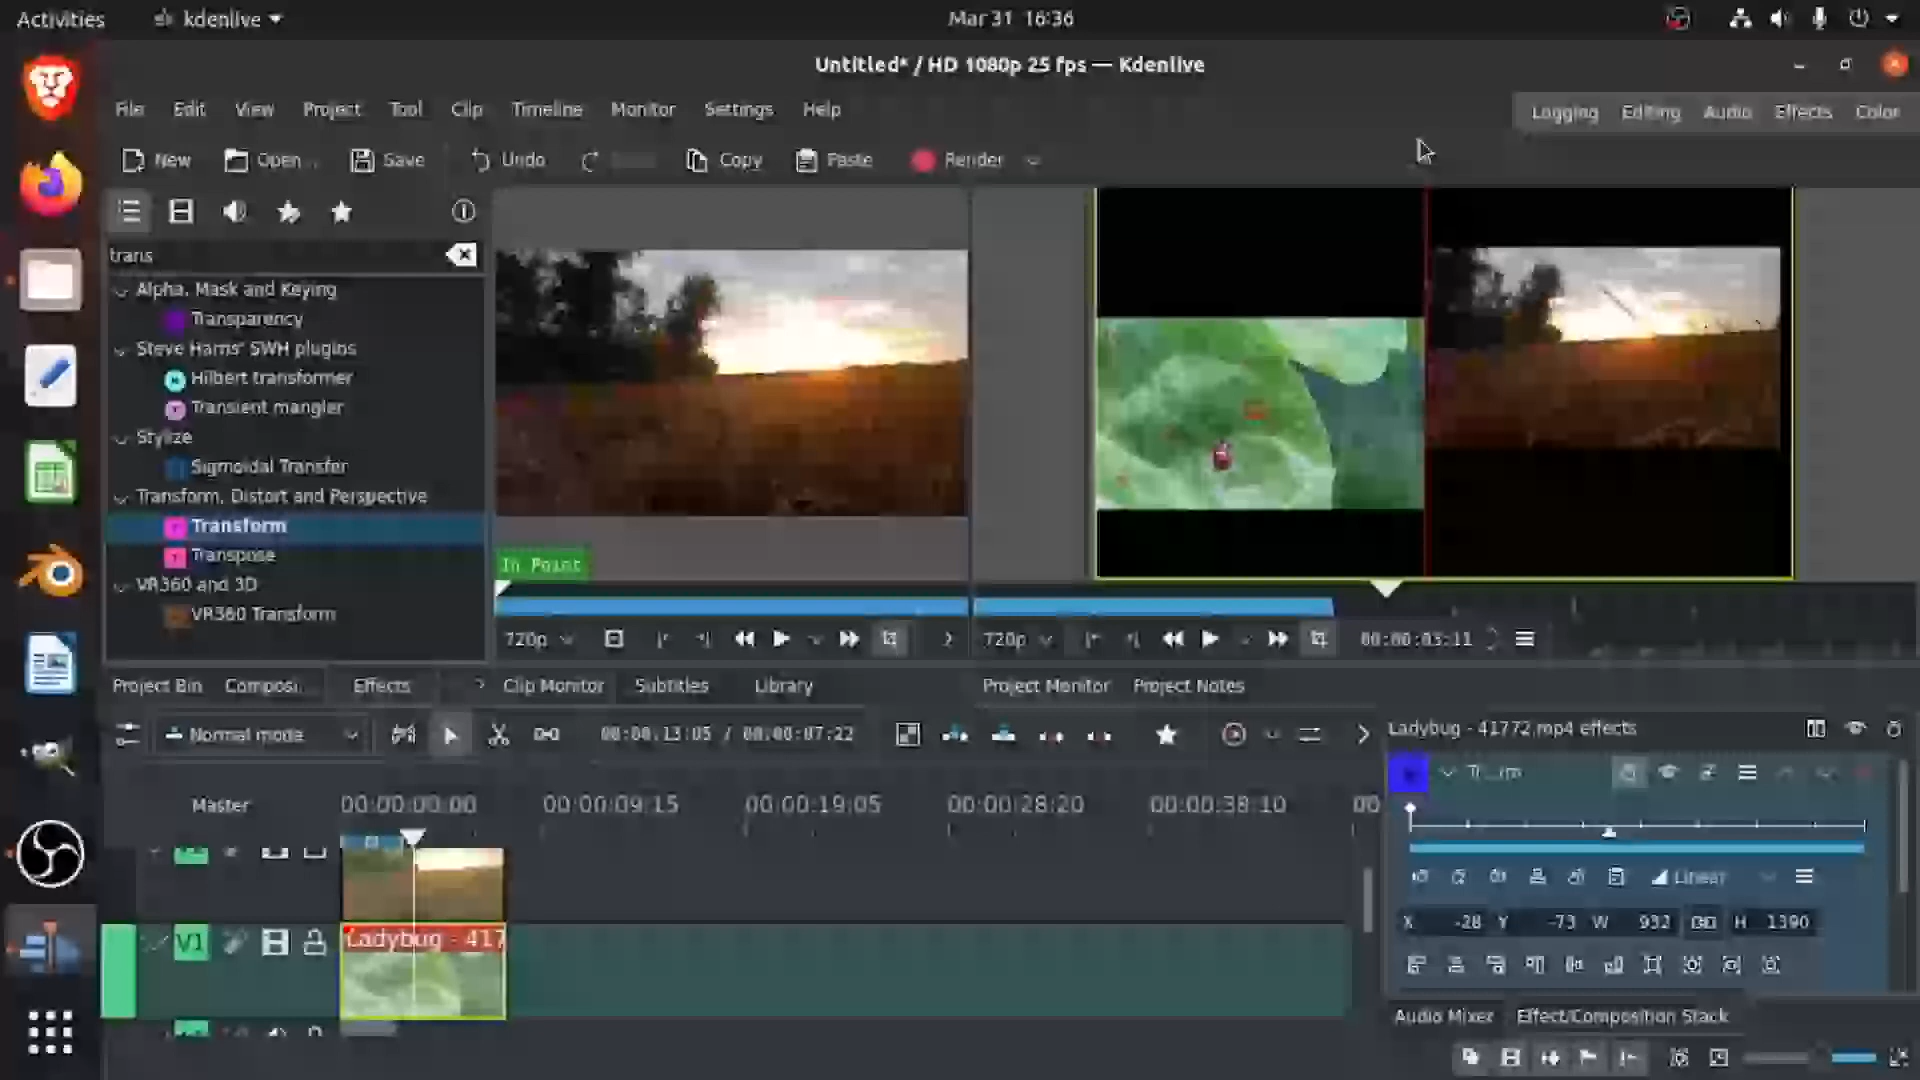 Activities kdenlive Mar 31 16:36
Untitled* / HD 1080p 25 fps — Kdenlive
File Edit View Project Tool Clip Timeline Monitor Settings Help
Logging Editing Audio Effects Color
New Open... Save Undo Copy Paste Render
trans
Alpha, Mask and Keying
Transparency
Steve Harris' SWH plugins
Hilbert transformer
Transient mangler
Stylize
Sigmoidal Transfer
Transform, Distort and Perspective
Transform
Transpose
VR360 and 3D
VR360 Transform
In Point
720p
720p 00:00:03:11
Project Bin Composi... Effects Clip Monitor Subtitles Library Project Monitor Project Notes
Normal mode 00:00:13:05 / 00:00:07:22
Ladybug - 41772.mp4 effects
Tr...rm
Master 00:00:00:00 00:00:09:15 00:00:19:05 00:00:28:20 00:00:38:10 00
Linear
X -28 Y -73 W 932 H 1390
V1 Ladybug - 417
Audio Mixer Effect/Composition Stack